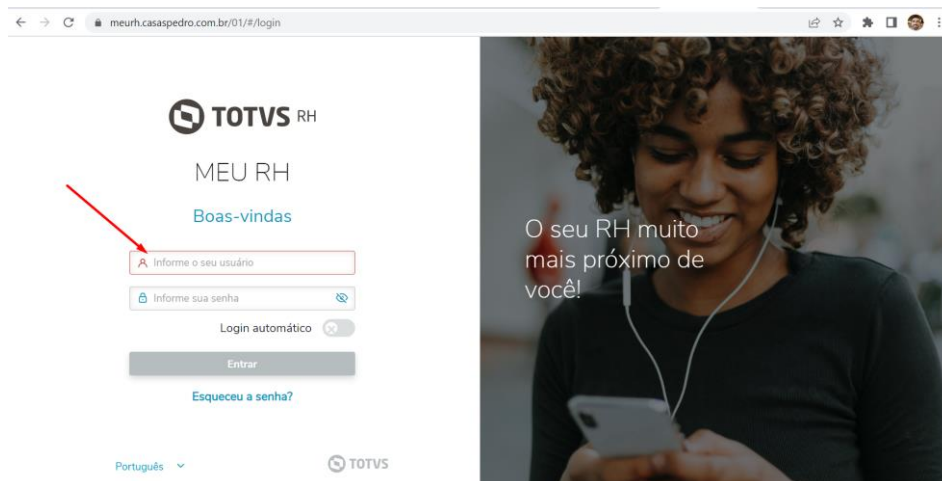 meurh.casaspedro.com.br/01/#/login
TOTVS RH
MEU RH
Boas-vindas
Informe o seu usuário
Informe sua senha
Login automático
Entrar
Esqueceu a senha?
Português
TOTVS
O seu RH muito
mais próximo de
você!